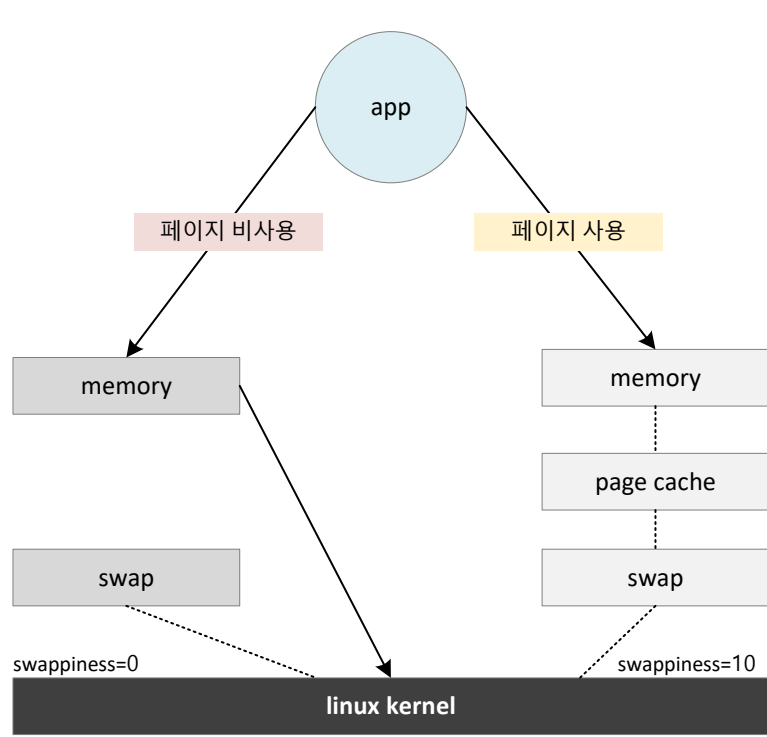 app
페이지 비사용
페이지 사용
memory
memory
page cache
swap
swap
swappiness=0
swappiness=10
linux kernel